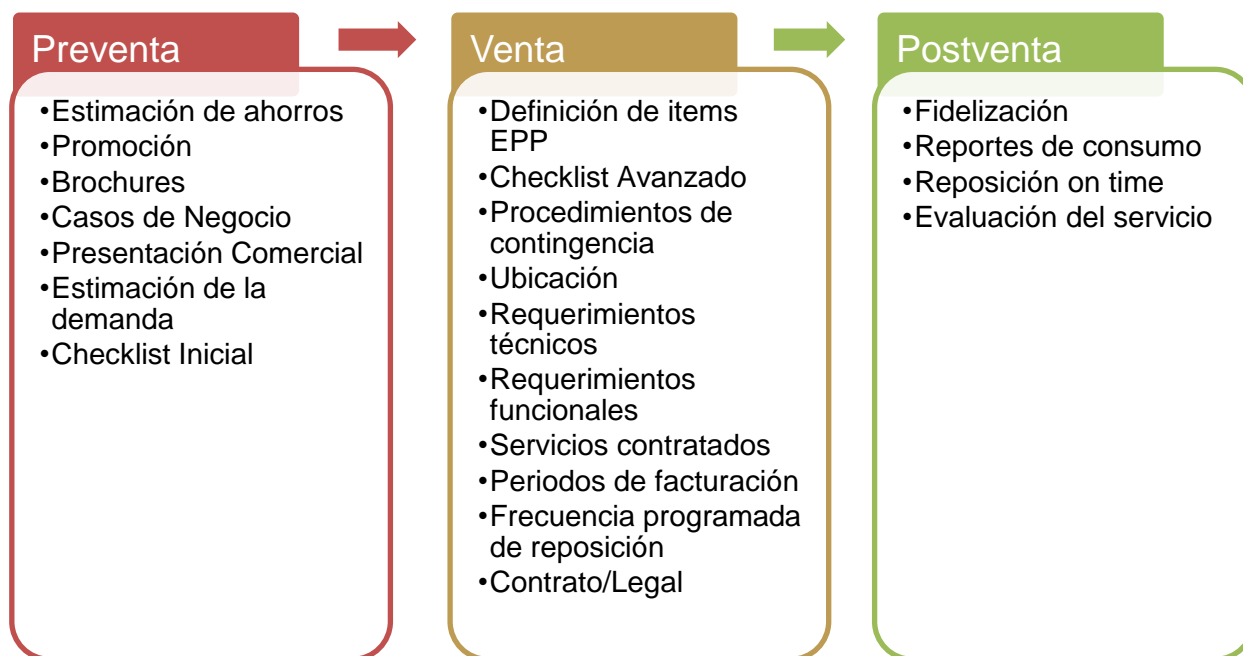 Preventa
•Estimación de ahorros
•Promoción
•Brochures
•Casos de Negocio
•Presentación Comercial
•Estimación de la
demanda
•Checklist Inicial
Venta
•Definición de items
EPP
•Checklist Avanzado
•Procedimientos de
contingencia
•Ubicación
•Requerimientos
técnicos
•Requerimientos
funcionales
•Servicios contratados
•Periodos de facturación
•Frecuencia programada
de reposición
•Contrato/Legal
Postventa
•Fidelización
•Reportes de consumo
•Reposición on time
•Evaluación del servicio